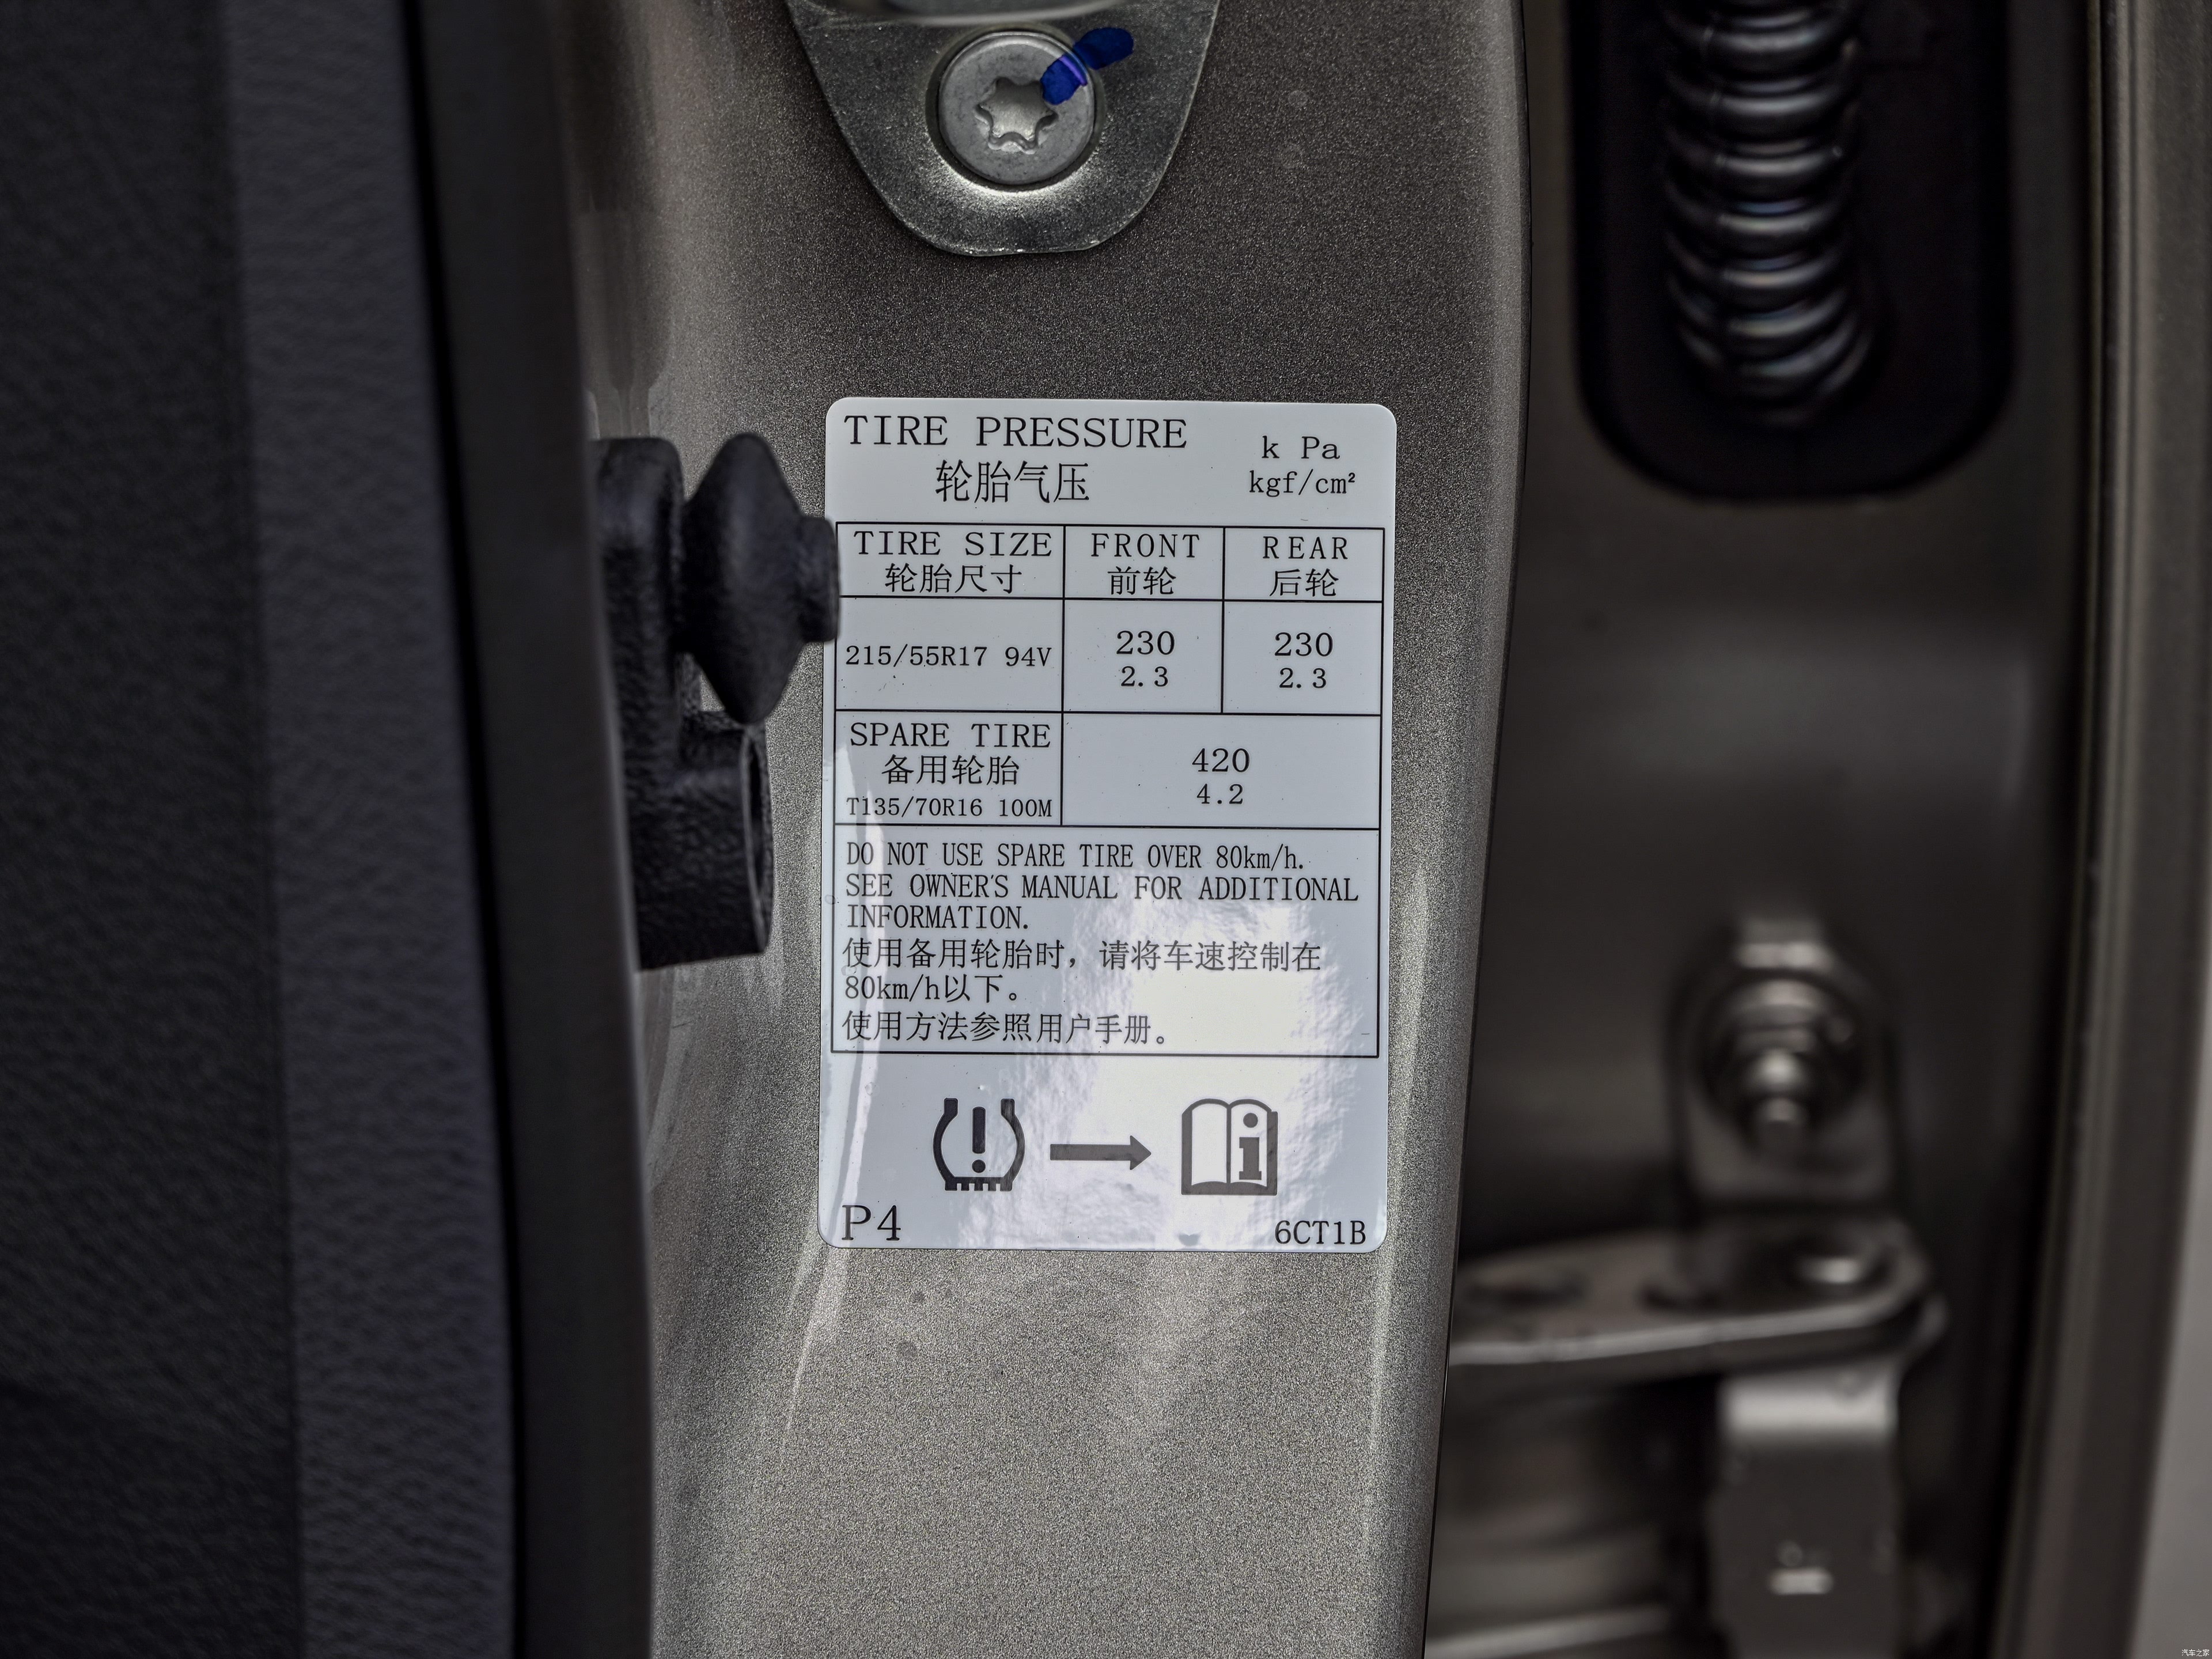 TIRE PRESSURE
轮胎气压
k Pa
kgf/cm²
TIRE SIZE
轮胎尺寸
FRONT
前轮
REAR
后轮
215/55R17 94V
230
2.3
230
2.3
SPARE TIRE
备用轮胎
T135/70R16 100M
420
4.2
DO NOT USE SPARE TIRE OVER 80km/h.
SEE OWNER'S MANUAL FOR ADDITIONAL
INFORMATION.
使用备用轮胎时，请将车速控制在
80km/h以下。
使用方法参照用户手册。
P4
6CT1B
汽车之家